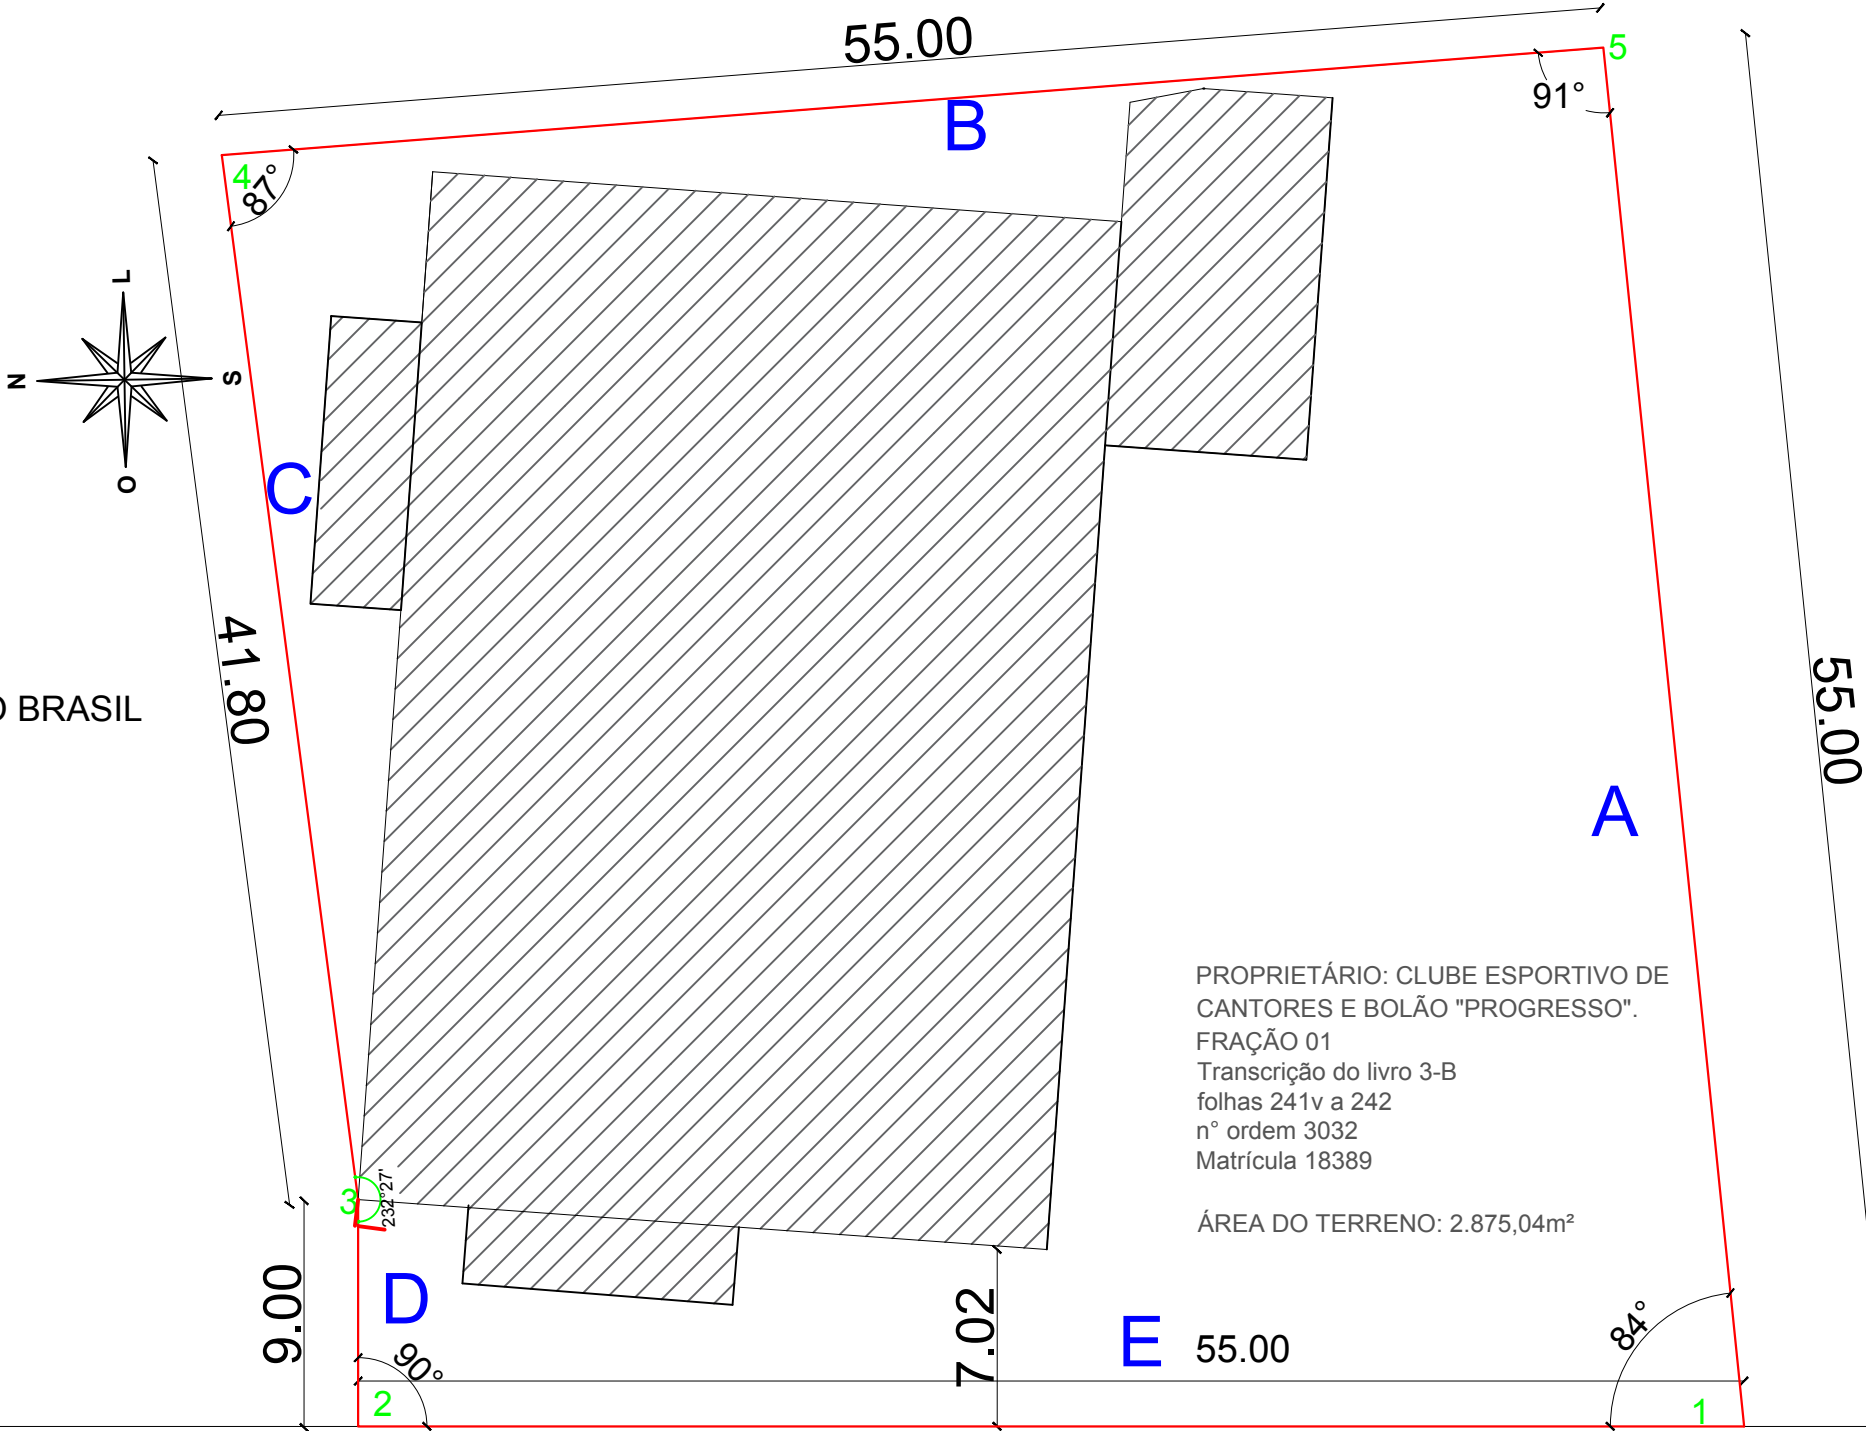 55.00
5
91°
B
4
87°
L
N
S
O
C
41.80
O BRASIL
55.00
A
PROPRIETÁRIO: CLUBE ESPORTIVO DE
CANTORES E BOLÃO "PROGRESSO".
FRAÇÃO 01
Transcrição do livro 3-B
folhas 241v a 242
n° ordem 3032
Matrícula 18389
ÁREA DO TERRENO: 2.875,04m²
3
232°27'
9.00
D
90°
2
7.02
E
55.00
84°
1